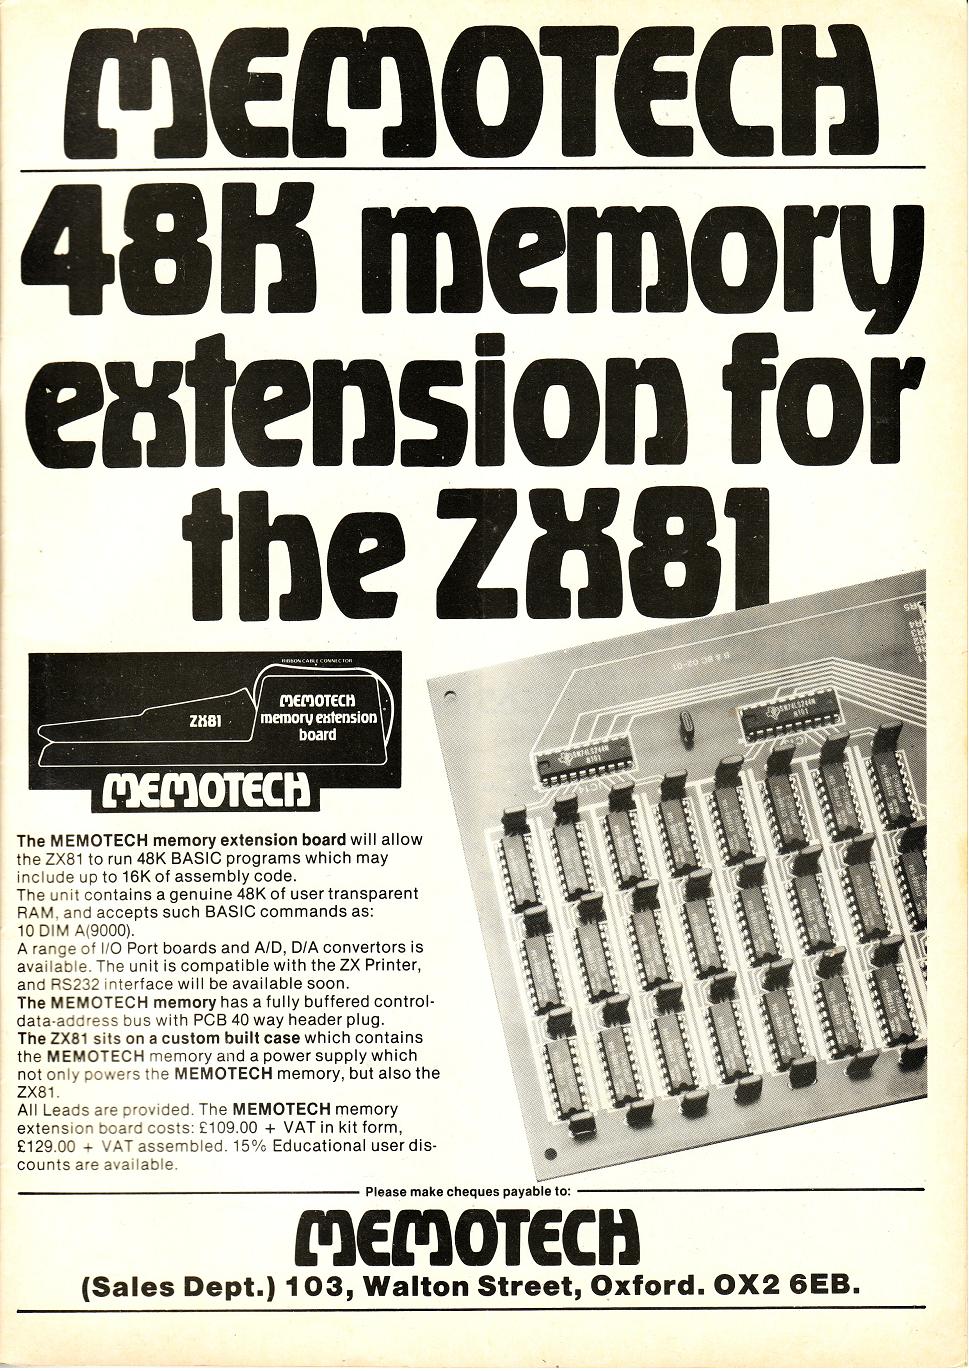 MEMOTECH
48K memory
extension for
the ZX81
RIBBON CABLE CONNECTOR
ZX81
MEMOTECH
memory extension
board
MEMOTECH
B & BC 02-01
SN74LS244N
SN74LS244N
The MEMOTECH memory extension board will allow
the ZX81 to run 48K BASIC programs which may
include up to 16K of assembly code.
The unit contains a genuine 48K of user transparent
RAM, and accepts such BASIC commands as:
10 DIM A(9000).
A range of I/O Port boards and A/D, D/A convertors is
available. The unit is compatible with the ZX Printer,
and RS232 interface will be available soon.
The MEMOTECH memory has a fully buffered control-
data-address bus with PCB 40 way header plug.
The ZX81 sits on a custom built case which contains
the MEMOTECH memory and a power supply which
not only powers the MEMOTECH memory, but also the
ZX81.
All Leads are provided. The MEMOTECH memory
extension board costs: £109.00 + VAT in kit form,
£129.00 + VAT assembled. 15% Educational user dis-
counts are available.
Please make cheques payable to:
MEMOTECH
(Sales Dept.) 103, Walton Street, Oxford. OX2 6EB.